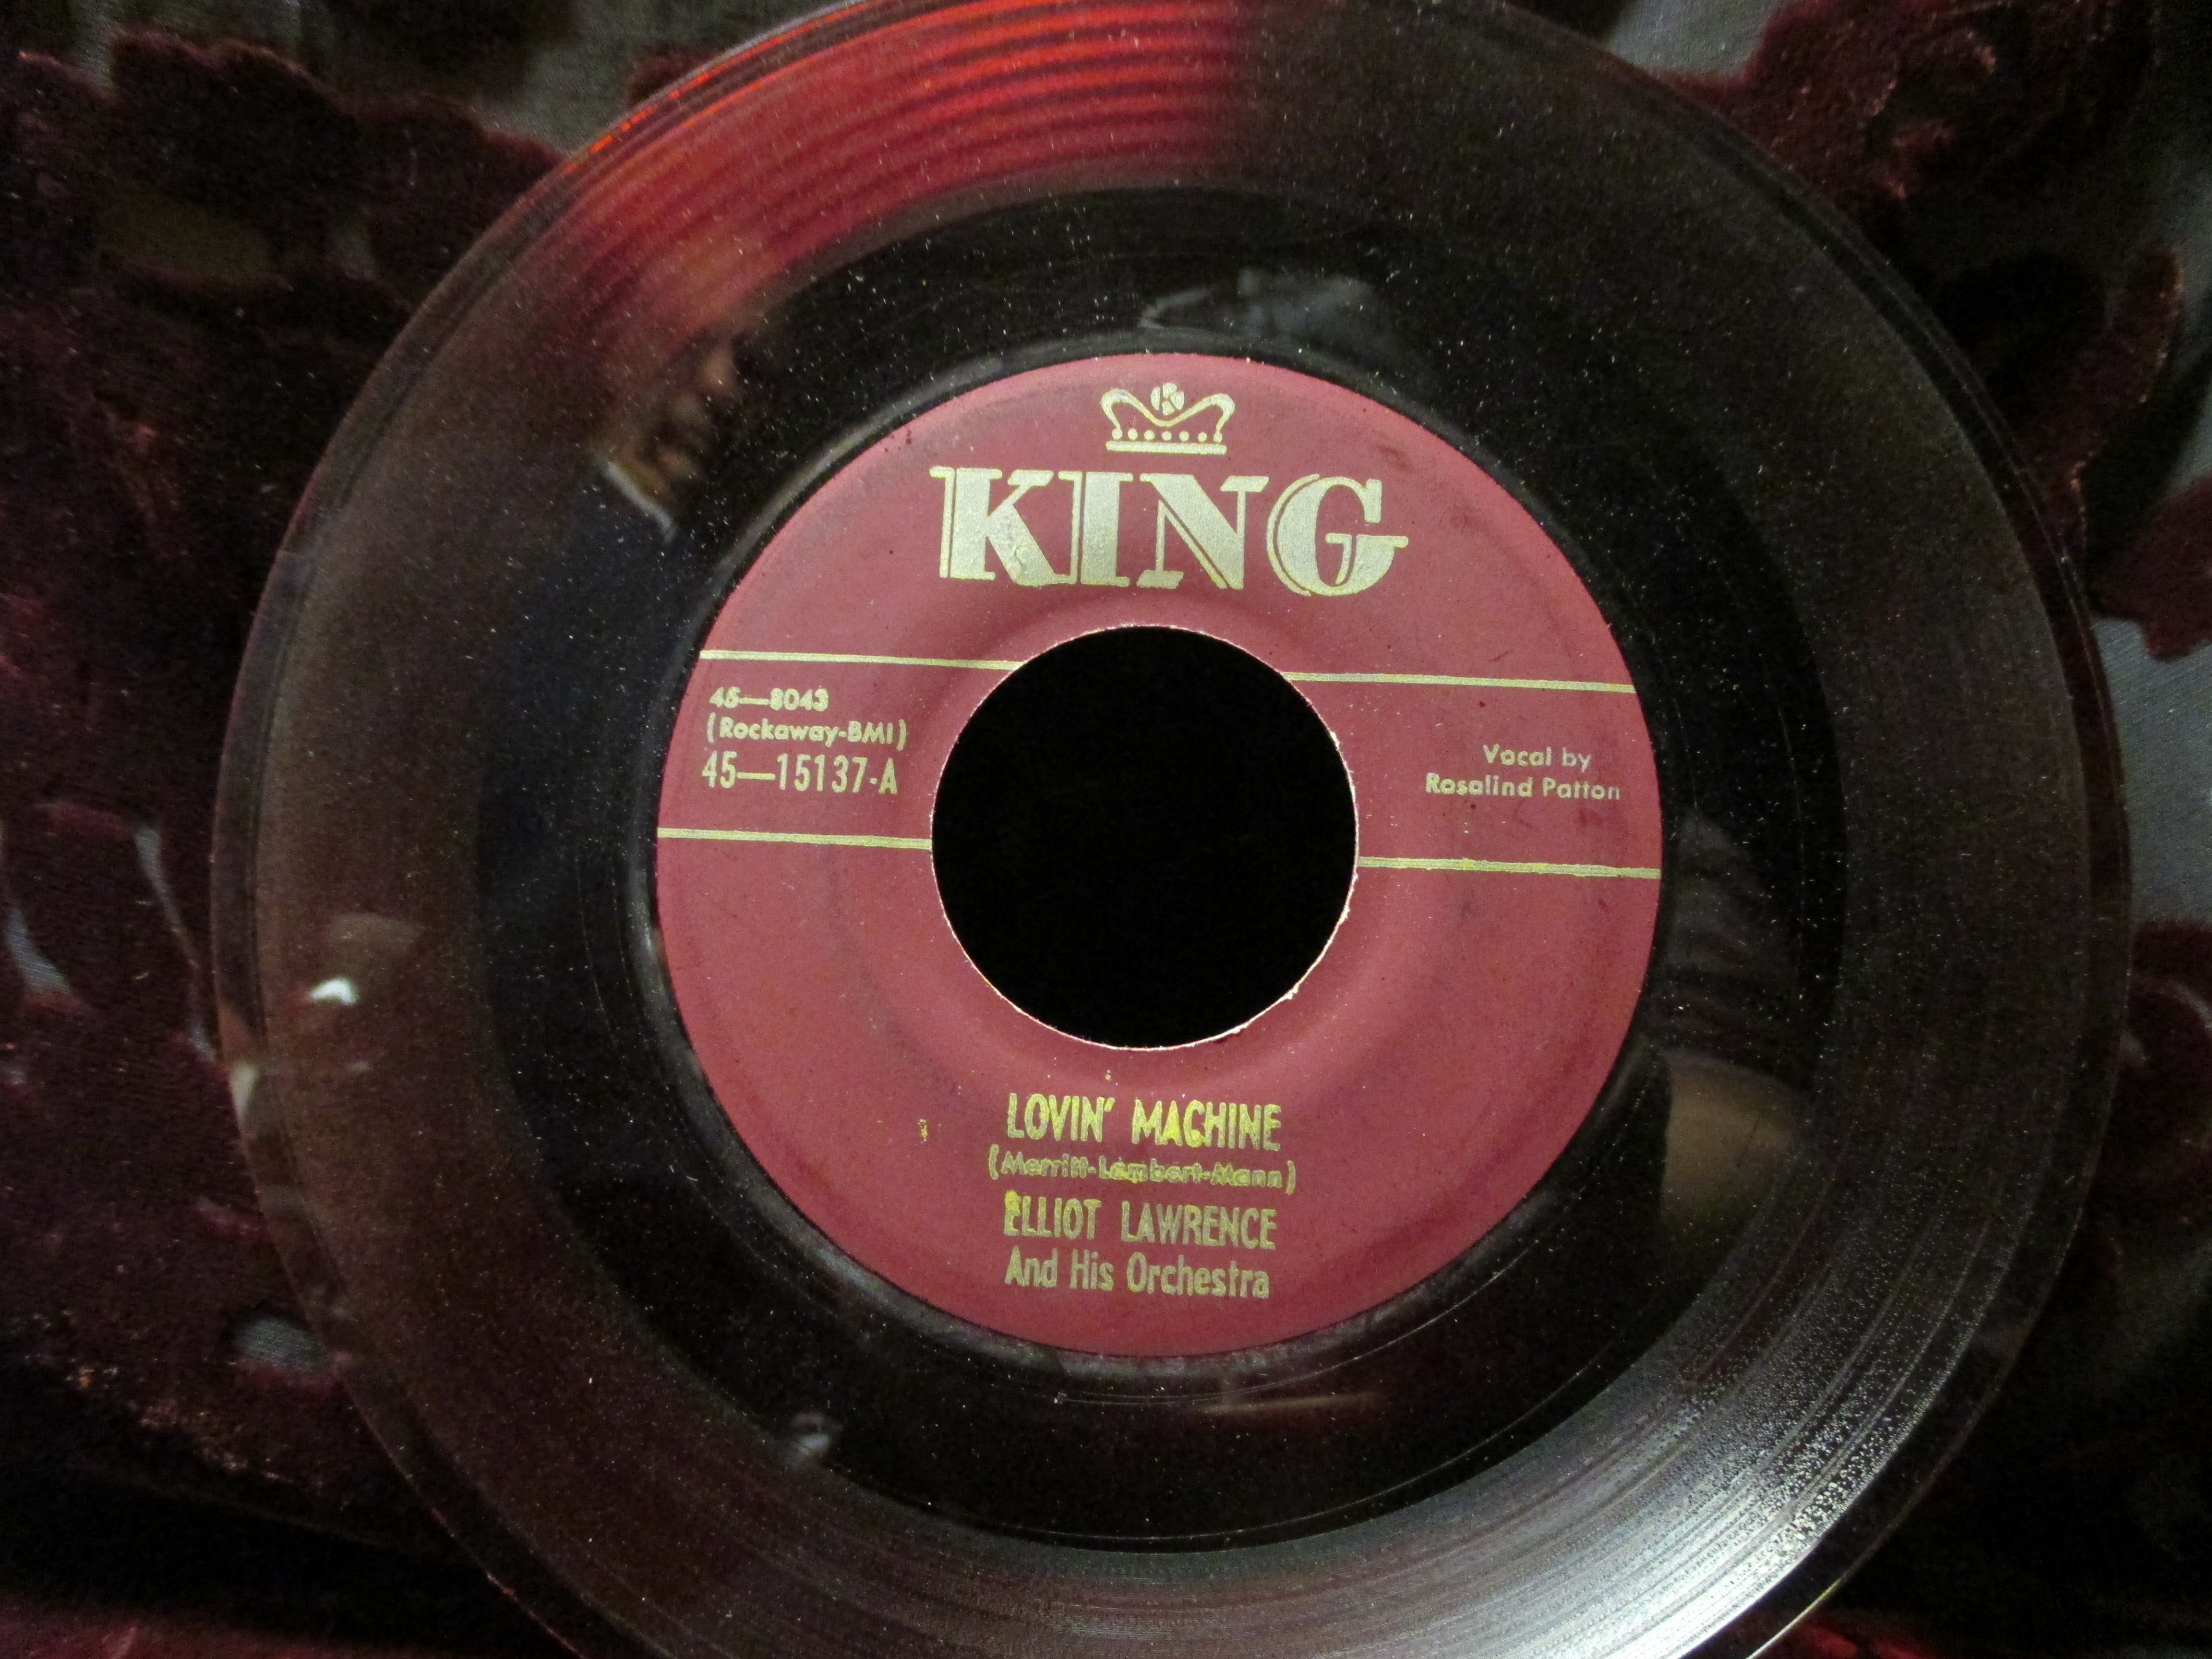 K
KING
45—8043
(Rockaway-BMI)
45—15137-A
Vocal by
Rosalind Patton
LOVIN' MACHINE
(Merritt-Lambert-Mann)
ELLIOT LAWRENCE
And His Orchestra